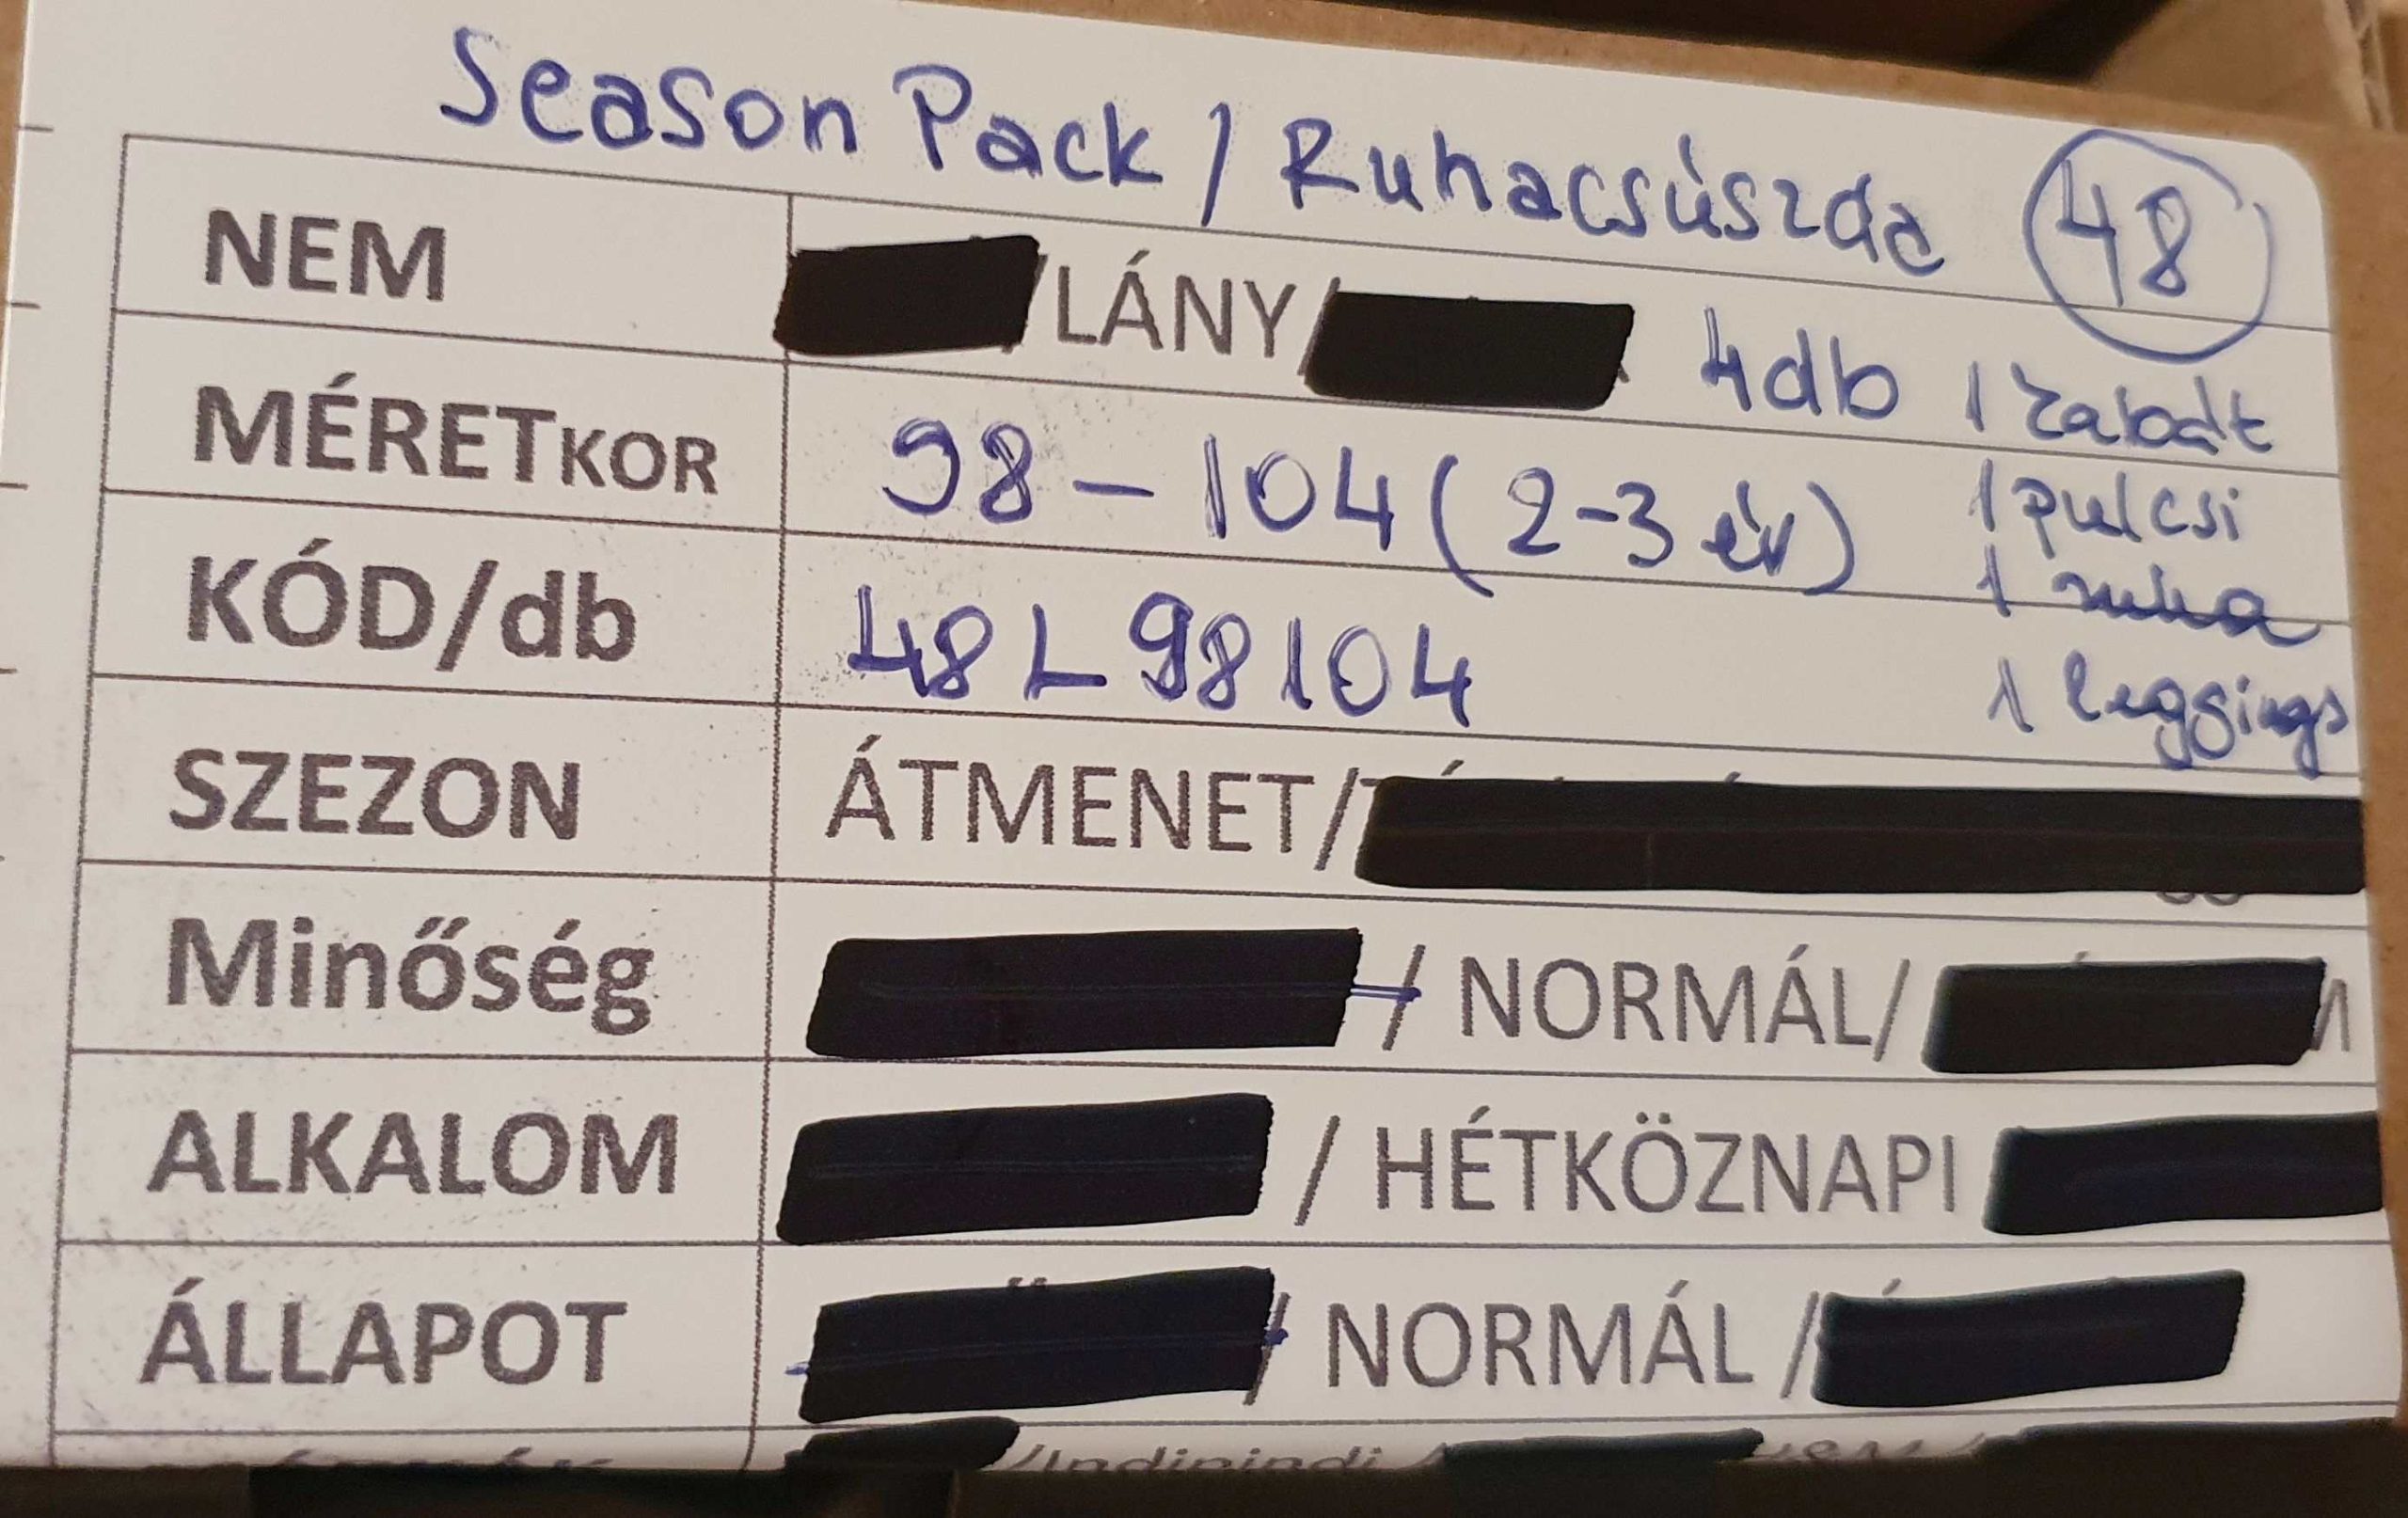 Season Pack / Ruhacsúszda 48
NEM /LÁNY/ 4db 1 kabát
MÉRETKOR 98-104 (2-3 év) 1 pulcsi
1 ruha
KÓD/db 48L98104 1 leggings
SZEZON ÁTMENET/
Minőség / NORMÁL/
ALKALOM / HÉTKÖZNAPI
ÁLLAPOT / NORMÁL /